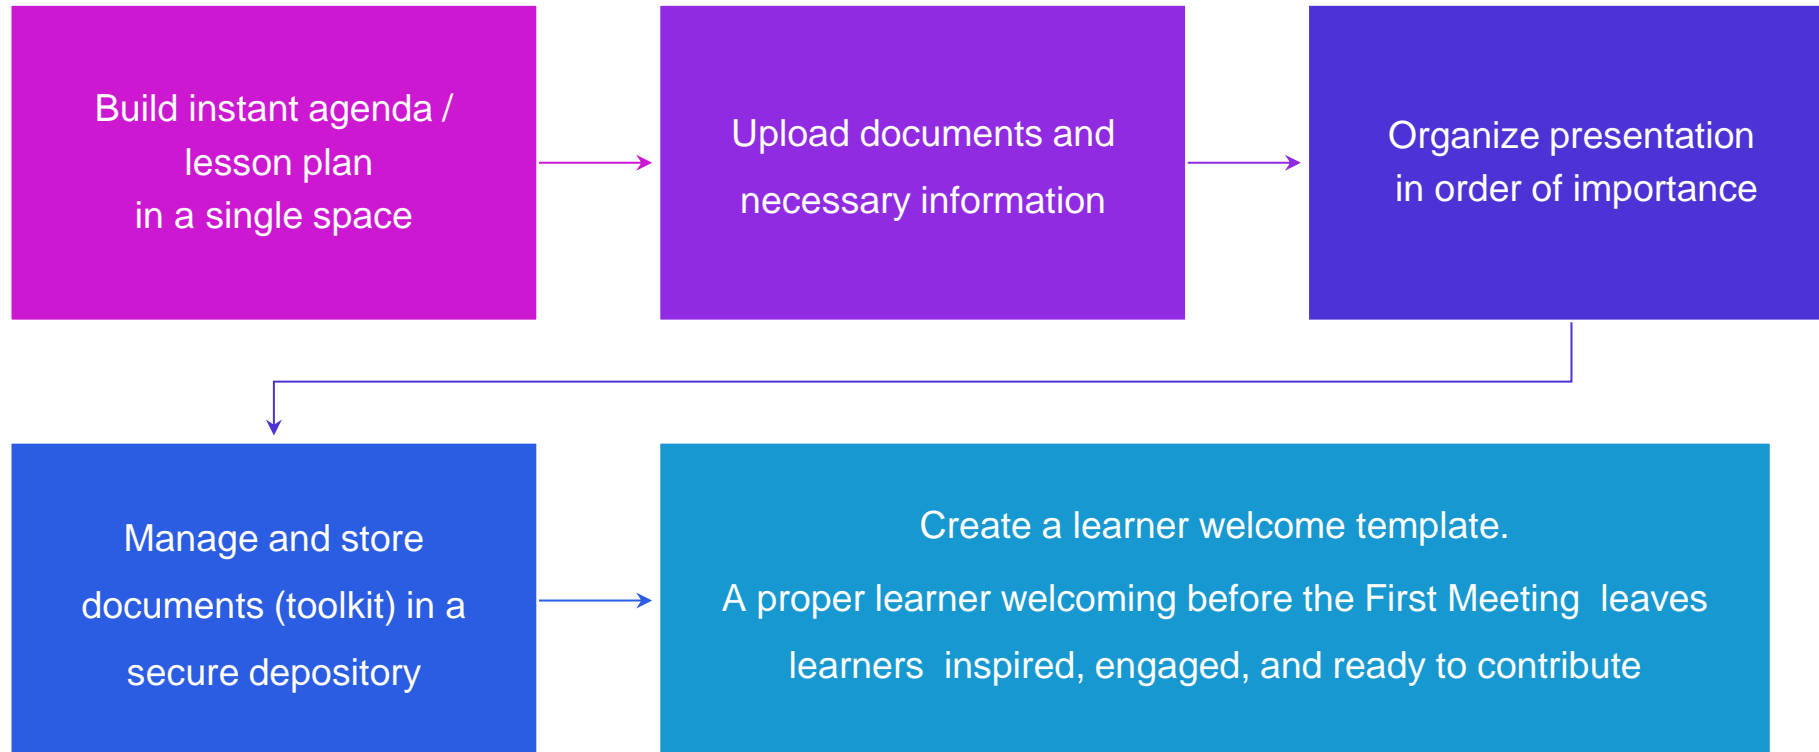 Build instant agenda /
lesson plan
in a single space
Upload documents and
necessary information
Organize presentation
in order of importance
Manage and store
documents (toolkit) in a
secure depository
Create a learner welcome template.
A proper learner welcoming before the First Meeting  leaves
learners  inspired, engaged, and ready to contribute